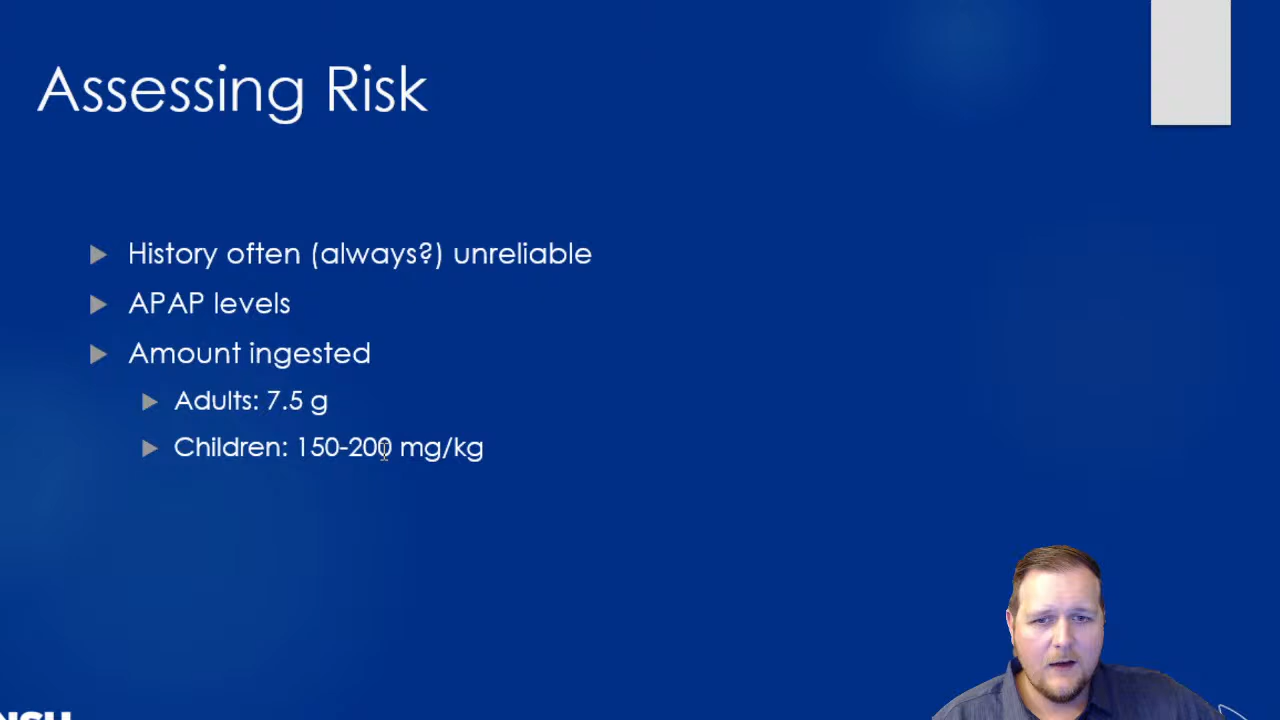 Assessing Risk
History often (always?) unreliable
APAP levels
Amount ingested
Adults: 7.5 g
Children: 150-200 mg/kg